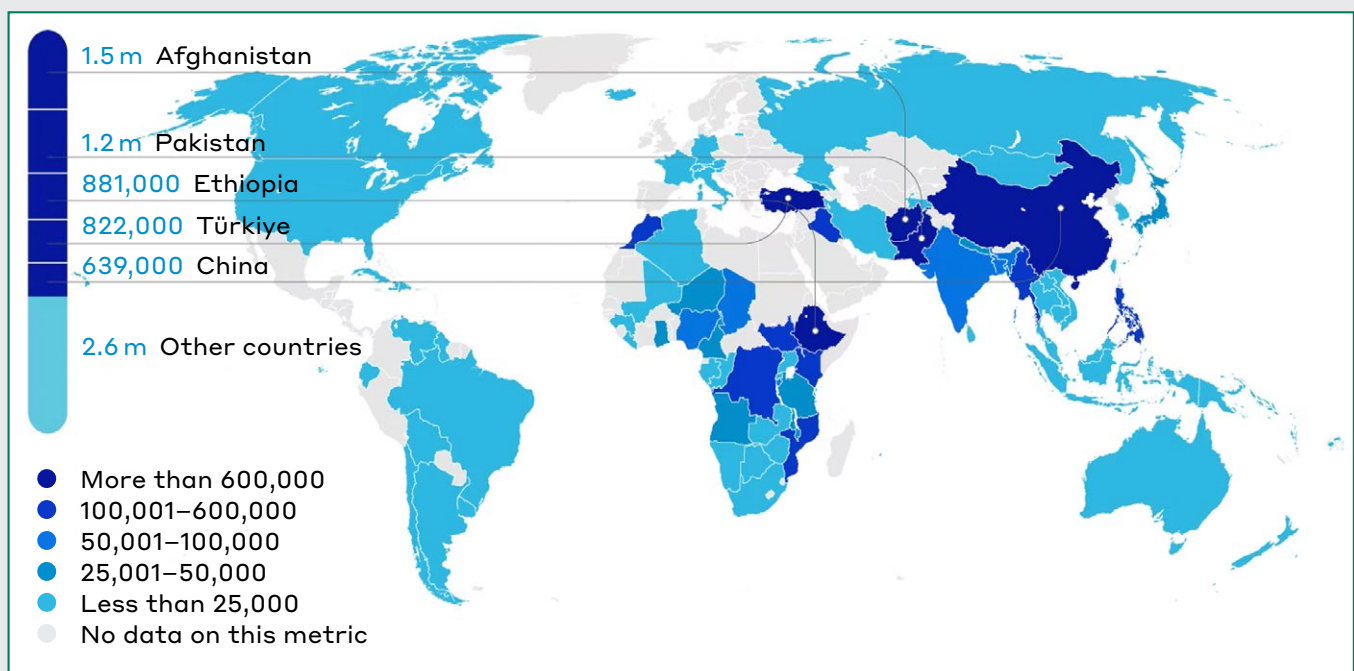 1.5 m Afghanistan
1.2 m Pakistan
881,000 Ethiopia
822,000 Türkiye
639,000 China
2.6 m Other countries
More than 600,000
100,001–600,000
50,001–100,000
25,001–50,000
Less than 25,000
No data on this metric